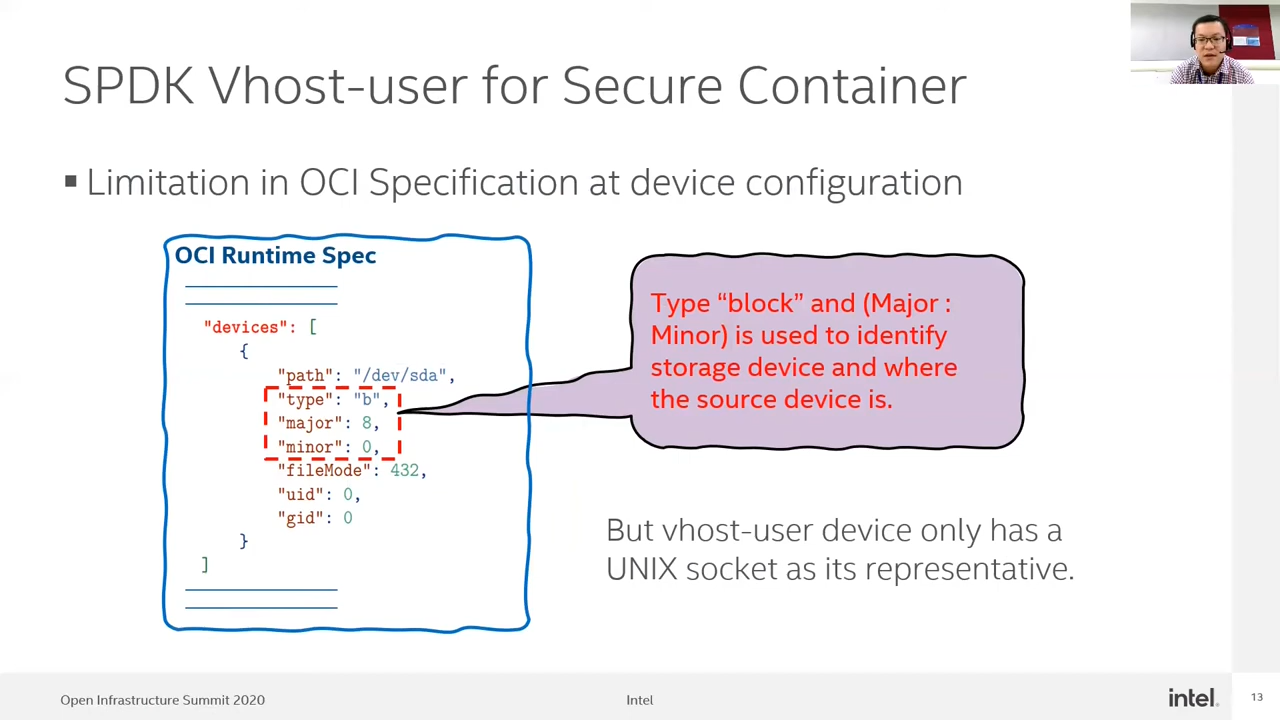 SPDK Vhost-user for Secure Container
▪ Limitation in OCI Specification at device configuration
OCI Runtime Spec
"devices": [
{
"path": "/dev/sda",
"type": "b",
"major": 8,
"minor": 0,
"fileMode": 432,
"uid": 0,
"gid": 0
}
]
Type “block” and (Major :
Minor) is used to identify
storage device and where
the source device is.
But vhost-user device only has a
UNIX socket as its representative.
Open Infrastructure Summit 2020
Intel
intel.
13